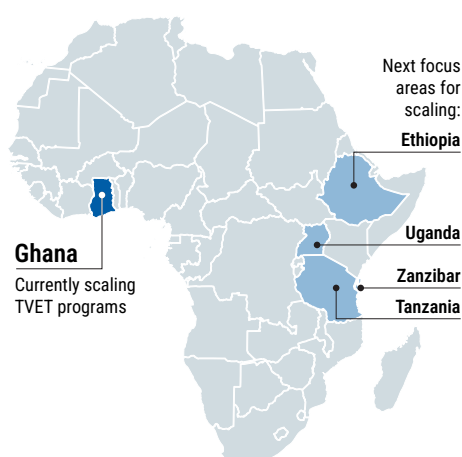 Next focus
areas for
scaling:
Ethiopia
Uganda
Zanzibar
Tanzania
Ghana
Currently scaling
TVET programs